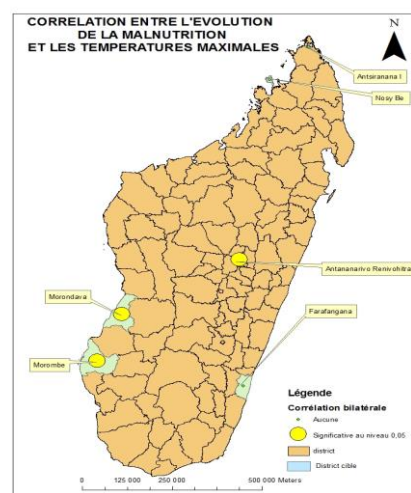 CORRELATION ENTRE L'EVOLUTION
DE LA MALNUTRITION
ET LES TEMPERATURES MAXIMALES
N
Antsiranana I
Nosy Be
Antananarivo Renivohitra
Morondava
Farafangana
Morombe
Légende
Corrélation bilatérale
Aucune
Significative au niveau 0,05
district
District cible
0 125 000 250 000 500 000 Meters